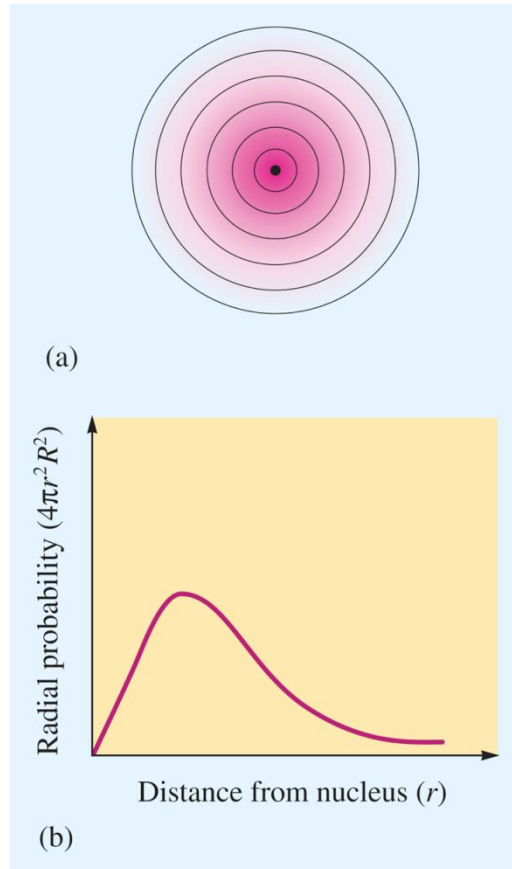 (a)
Radial probability (4πr²R²)
Distance from nucleus (r)
(b)